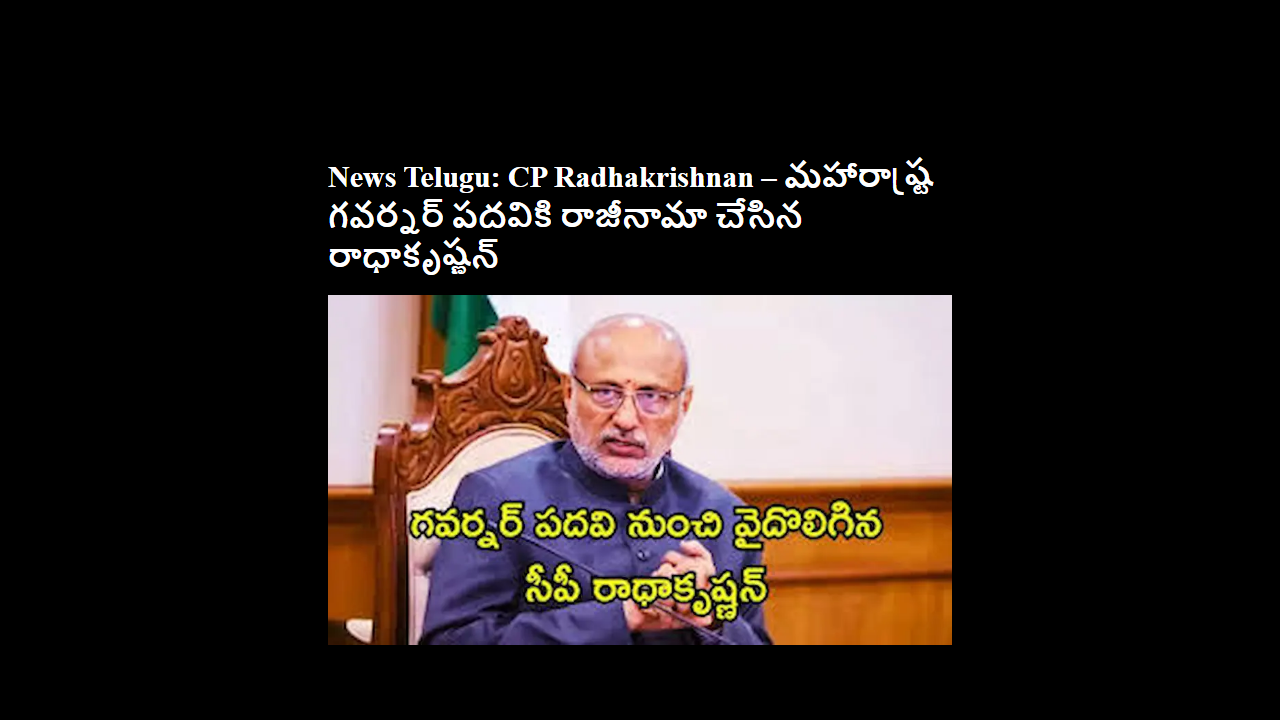 News Telugu: CP Radhakrishnan – మహారాష్ట్ర
గవర్నర్ పదవికి రాజీనామా చేసిన
రాధాకృష్ణన్
గవర్నర్ పదవి నుంచి వైదొలిగిన
సీపీ రాధాకృష్ణన్